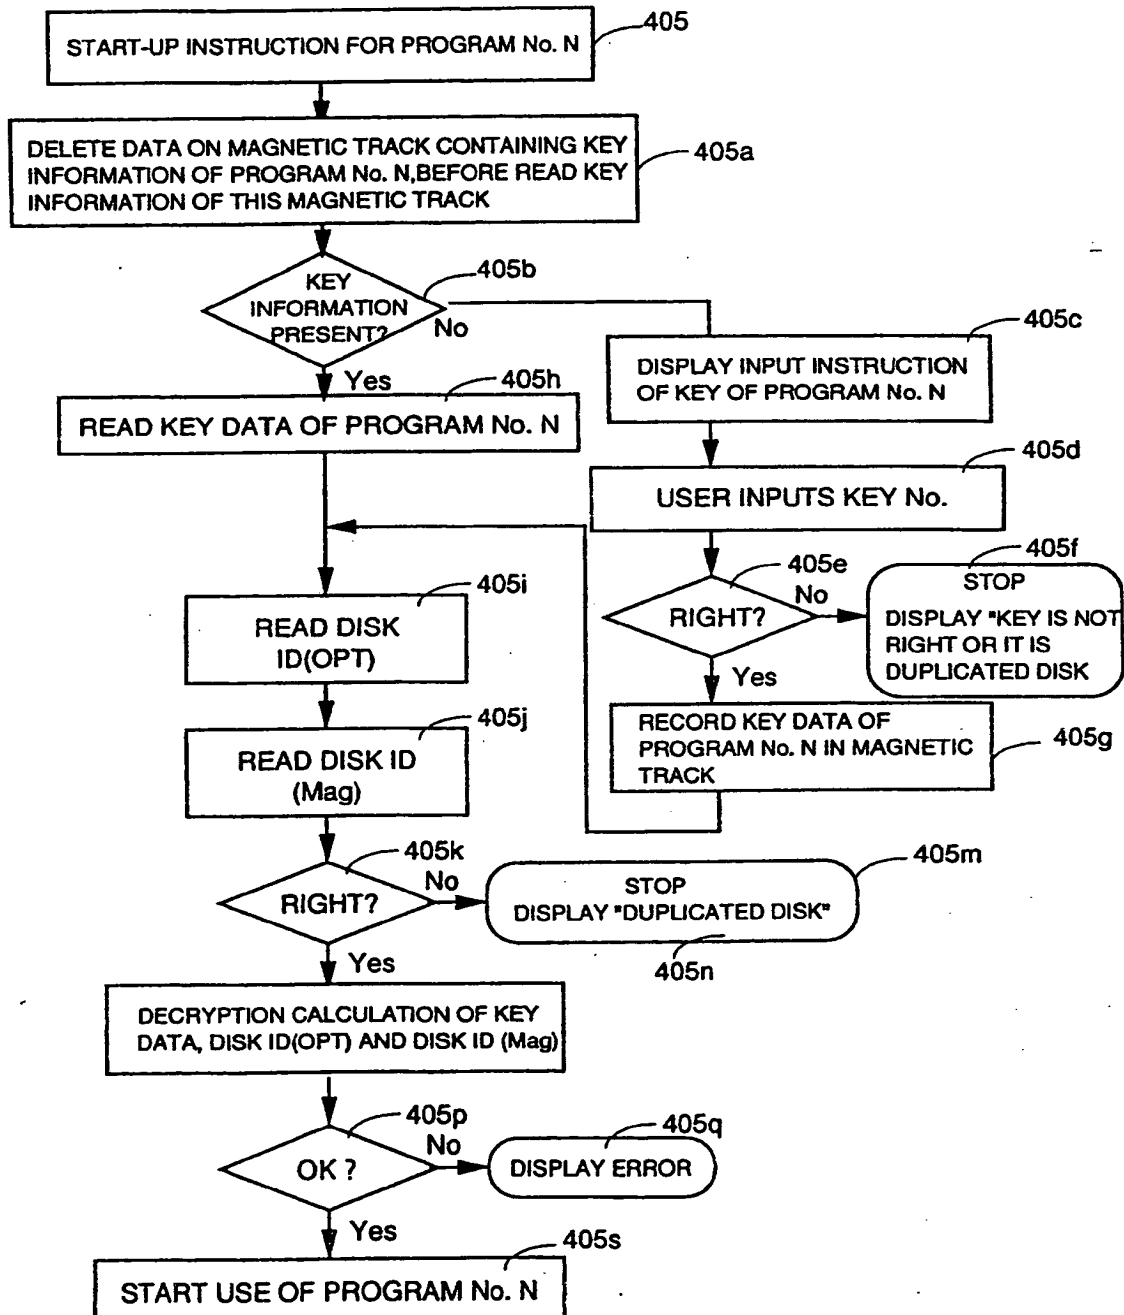 START-UP INSTRUCTION FOR PROGRAM No. N
405
DELETE DATA ON MAGNETIC TRACK CONTAINING KEY
INFORMATION OF PROGRAM No. N,BEFORE READ KEY
INFORMATION OF THIS MAGNETIC TRACK
405a
KEY
INFORMATION
PRESENT?
405b
No
Yes
DISPLAY INPUT INSTRUCTION
OF KEY OF PROGRAM No. N
405c
READ KEY DATA OF PROGRAM No. N
405h
USER INPUTS KEY No.
405d
RIGHT?
405e
No
Yes
405f
STOP
DISPLAY "KEY IS NOT
RIGHT OR IT IS
DUPLICATED DISK
RECORD KEY DATA OF
PROGRAM No. N IN MAGNETIC
TRACK
405g
READ DISK
ID(OPT)
405i
READ DISK ID
(Mag)
405j
RIGHT?
405k
No
Yes
STOP
DISPLAY "DUPLICATED DISK"
405m
405n
DECRYPTION CALCULATION OF KEY
DATA, DISK ID(OPT) AND DISK ID (Mag)
OK ?
405p
No
Yes
DISPLAY ERROR
405q
START USE OF PROGRAM No. N
405s